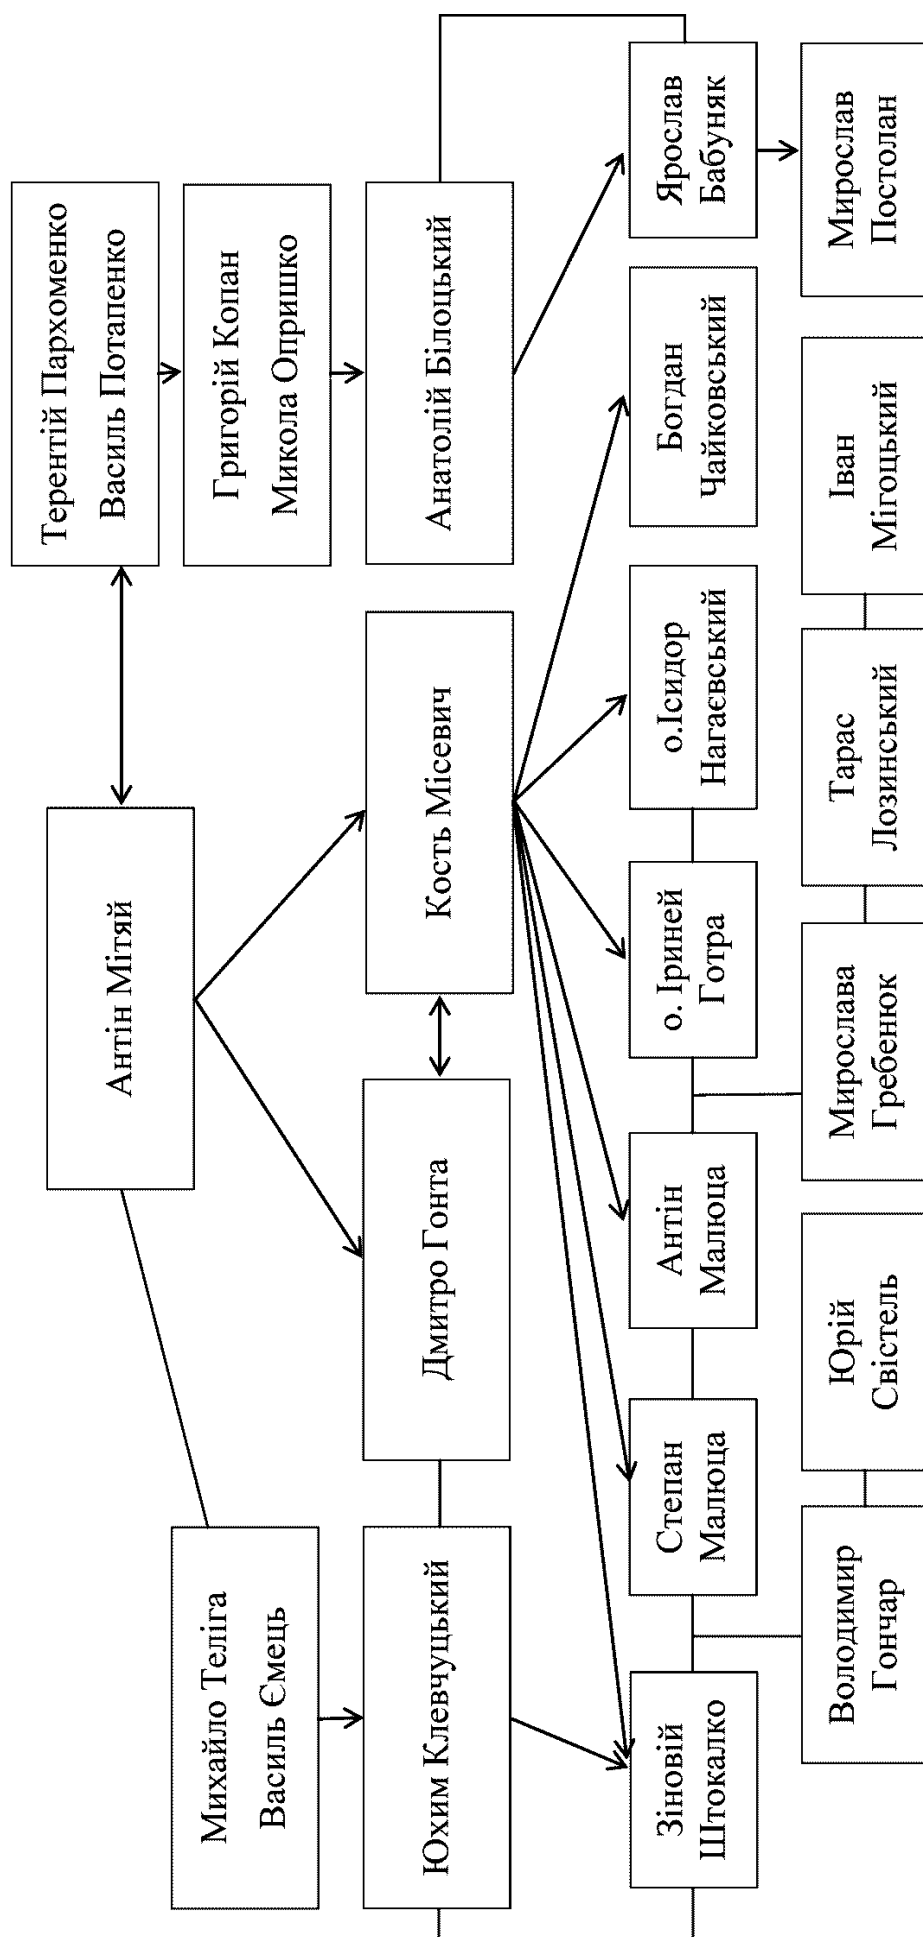 Терентій Пархоменко
Василь Потапенко
Антін Мітяй
Михайло Теліга
Василь Ємець
Григорій Копан
Микола Опришко
Юхим Клевчуцький
Дмитро Гонта
Кость Місевич
Анатолій Білоцький
Зіновій
Штокалко
Степан
Малюца
Антін
Малюца
о. Іриней
Готра
о.Ісидор
Нагаєвський
Богдан
Чайковський
Ярослав
Бабуняк
Володимир
Гончар
Юрій
Свістель
Мирослава
Гребенюк
Тарас
Лозинський
Іван
Мігоцький
Мирослав
Постолан